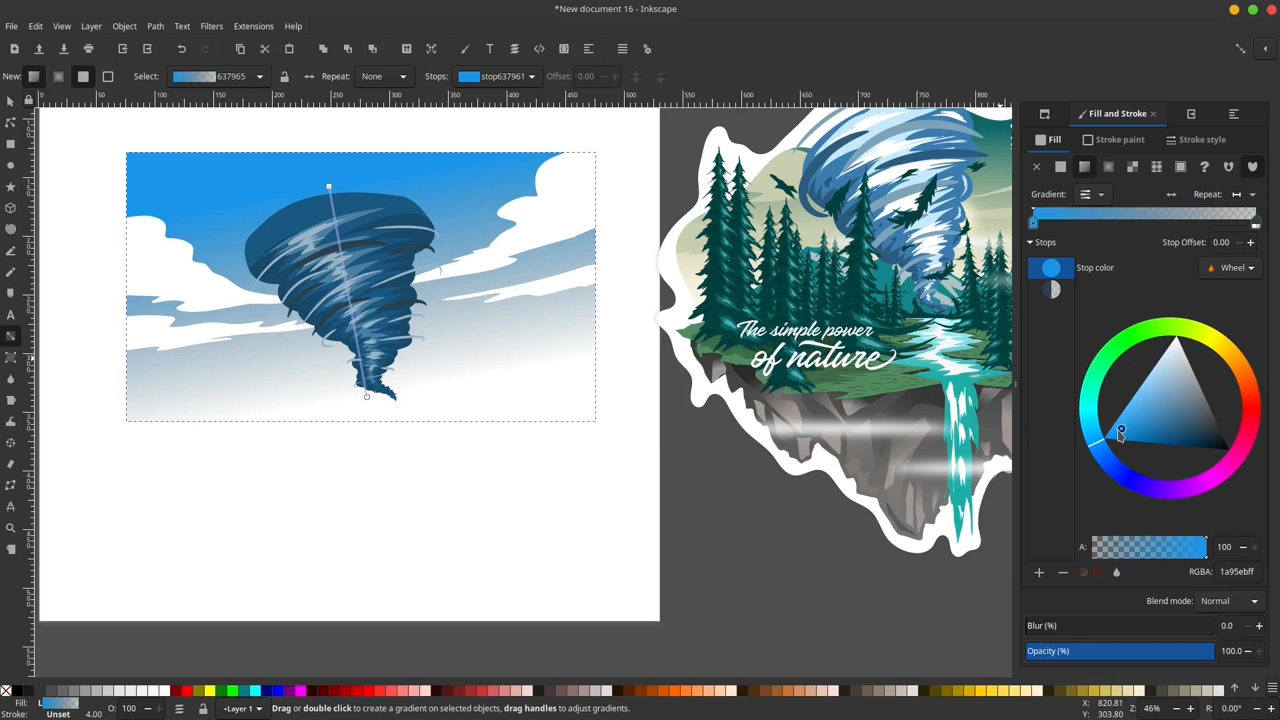 *New document 16 - Inkscape
File Edit View Layer Object Path Text Filters Extensions Help
New: Select: 637965 Repeat: None Stops: stop637961 Offset: 0.00
Fill and Stroke
Fill Stroke paint Stroke style
Gradient: Repeat:
Stops Stop Offset: 0.00
Stop color Wheel
The simple power
of nature
A: 100
RGBA: 1a95ebff
Blend mode: Normal
Blur (%) 0.0
Opacity (%) 100.0
Fill: L
Stroke: Unset 4.00 O: 100 Layer 1 Drag or double click to create a gradient on selected objects, drag handles to adjust gradients. X: 820.81 Y: 303.80 Z: 46% R: 0.00°